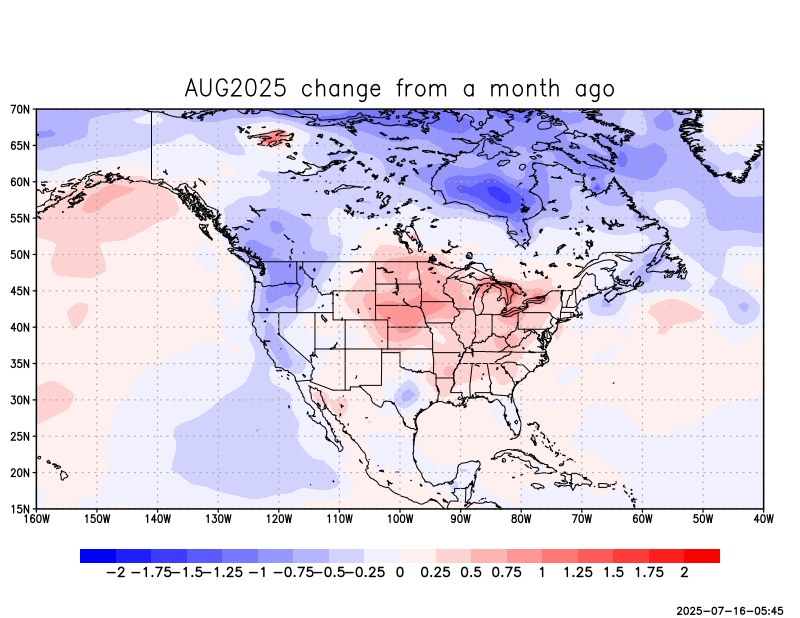 AUG2025 change from a month ago
70N
65N
60N
55N
50N
45N
40N
35N
30N
25N
20N
15N
160W 150W 140W 130W 120W 110W 100W 90W 80W 70W 60W 50W 40W
−2 −1.75 −1.5 −1.25 −1 −0.75 −0.5 −0.25 0 0.25 0.5 0.75 1 1.25 1.5 1.75 2
2025-07-16-05:45